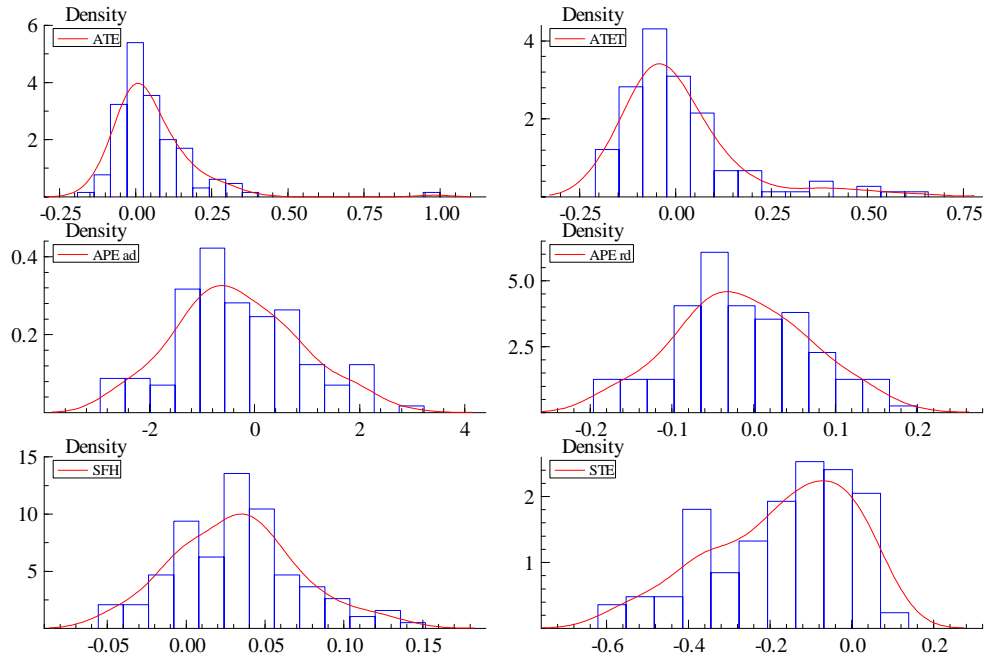 Density
6
ATE
4
2
-0.25 0.00 0.25 0.50 0.75 1.00
Density
4
ATET
2
-0.25 0.00 0.25 0.50 0.75
Density
0.4
APE ad
0.2
-2 0 2 4
Density
APE rd
5.0
2.5
-0.2 -0.1 0.0 0.1 0.2
Density
15
SFH
10
5
-0.05 0.00 0.05 0.10 0.15
Density
STE
2
1
-0.6 -0.4 -0.2 0.0 0.2